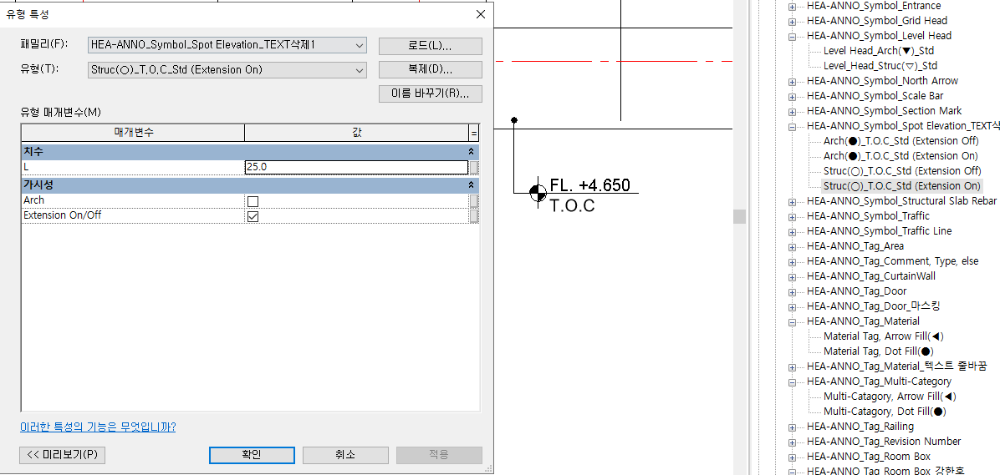 유형 특성
패밀리(F):
HEA-ANNO_Symbol_Spot Elevation_TEXT삭제1
로드(L)...
유형(T):
Struc(○)_T.O.C_Std (Extension On)
복제(D)...
이름 바꾸기(R)...
유형 매개변수(M)
매개변수
값
=
치수
L
25.0
가시성
Arch
Extension On/Off
이러한 특성의 기능은 무엇입니까?
<< 미리보기(P)
확인
취소
적용
FL. +4.650
T.O.C
HEA-ANNO_Symbol_Entrance
HEA-ANNO_Symbol_Grid Head
HEA-ANNO_Symbol_Level Head
Level Head_Arch(▼)_Std
Level_Head_Struc(▽)_Std
HEA-ANNO_Symbol_North Arrow
HEA-ANNO_Symbol_Scale Bar
HEA-ANNO_Symbol_Section Mark
HEA-ANNO_Symbol_Spot Elevation_TEXT삭
Arch(●)_T.O.C_Std (Extension Off)
Arch(●)_T.O.C_Std (Extension On)
Struc(○)_T.O.C_Std (Extension Off)
Struc(○)_T.O.C_Std (Extension On)
HEA-ANNO_Symbol_Structural Slab Rebar
HEA-ANNO_Symbol_Traffic
HEA-ANNO_Symbol_Traffic Line
HEA-ANNO_Tag_Area
HEA-ANNO_Tag_Comment, Type, else
HEA-ANNO_Tag_CurtainWall
HEA-ANNO_Tag_Door
HEA-ANNO_Tag_Door_마스킹
HEA-ANNO_Tag_Material
Material Tag, Arrow Fill(◀)
Material Tag, Dot Fill(●)
HEA-ANNO_Tag_Material_텍스트 줄바꿈
HEA-ANNO_Tag_Multi-Category
Multi-Catagory, Arrow Fill(◀)
Multi-Catagory, Dot Fill(●)
HEA-ANNO_Tag_Railing
HEA-ANNO_Tag_Revision Number
HEA-ANNO_Tag_Room Box
HEA-ANNO_Tag_Room Box_강한호